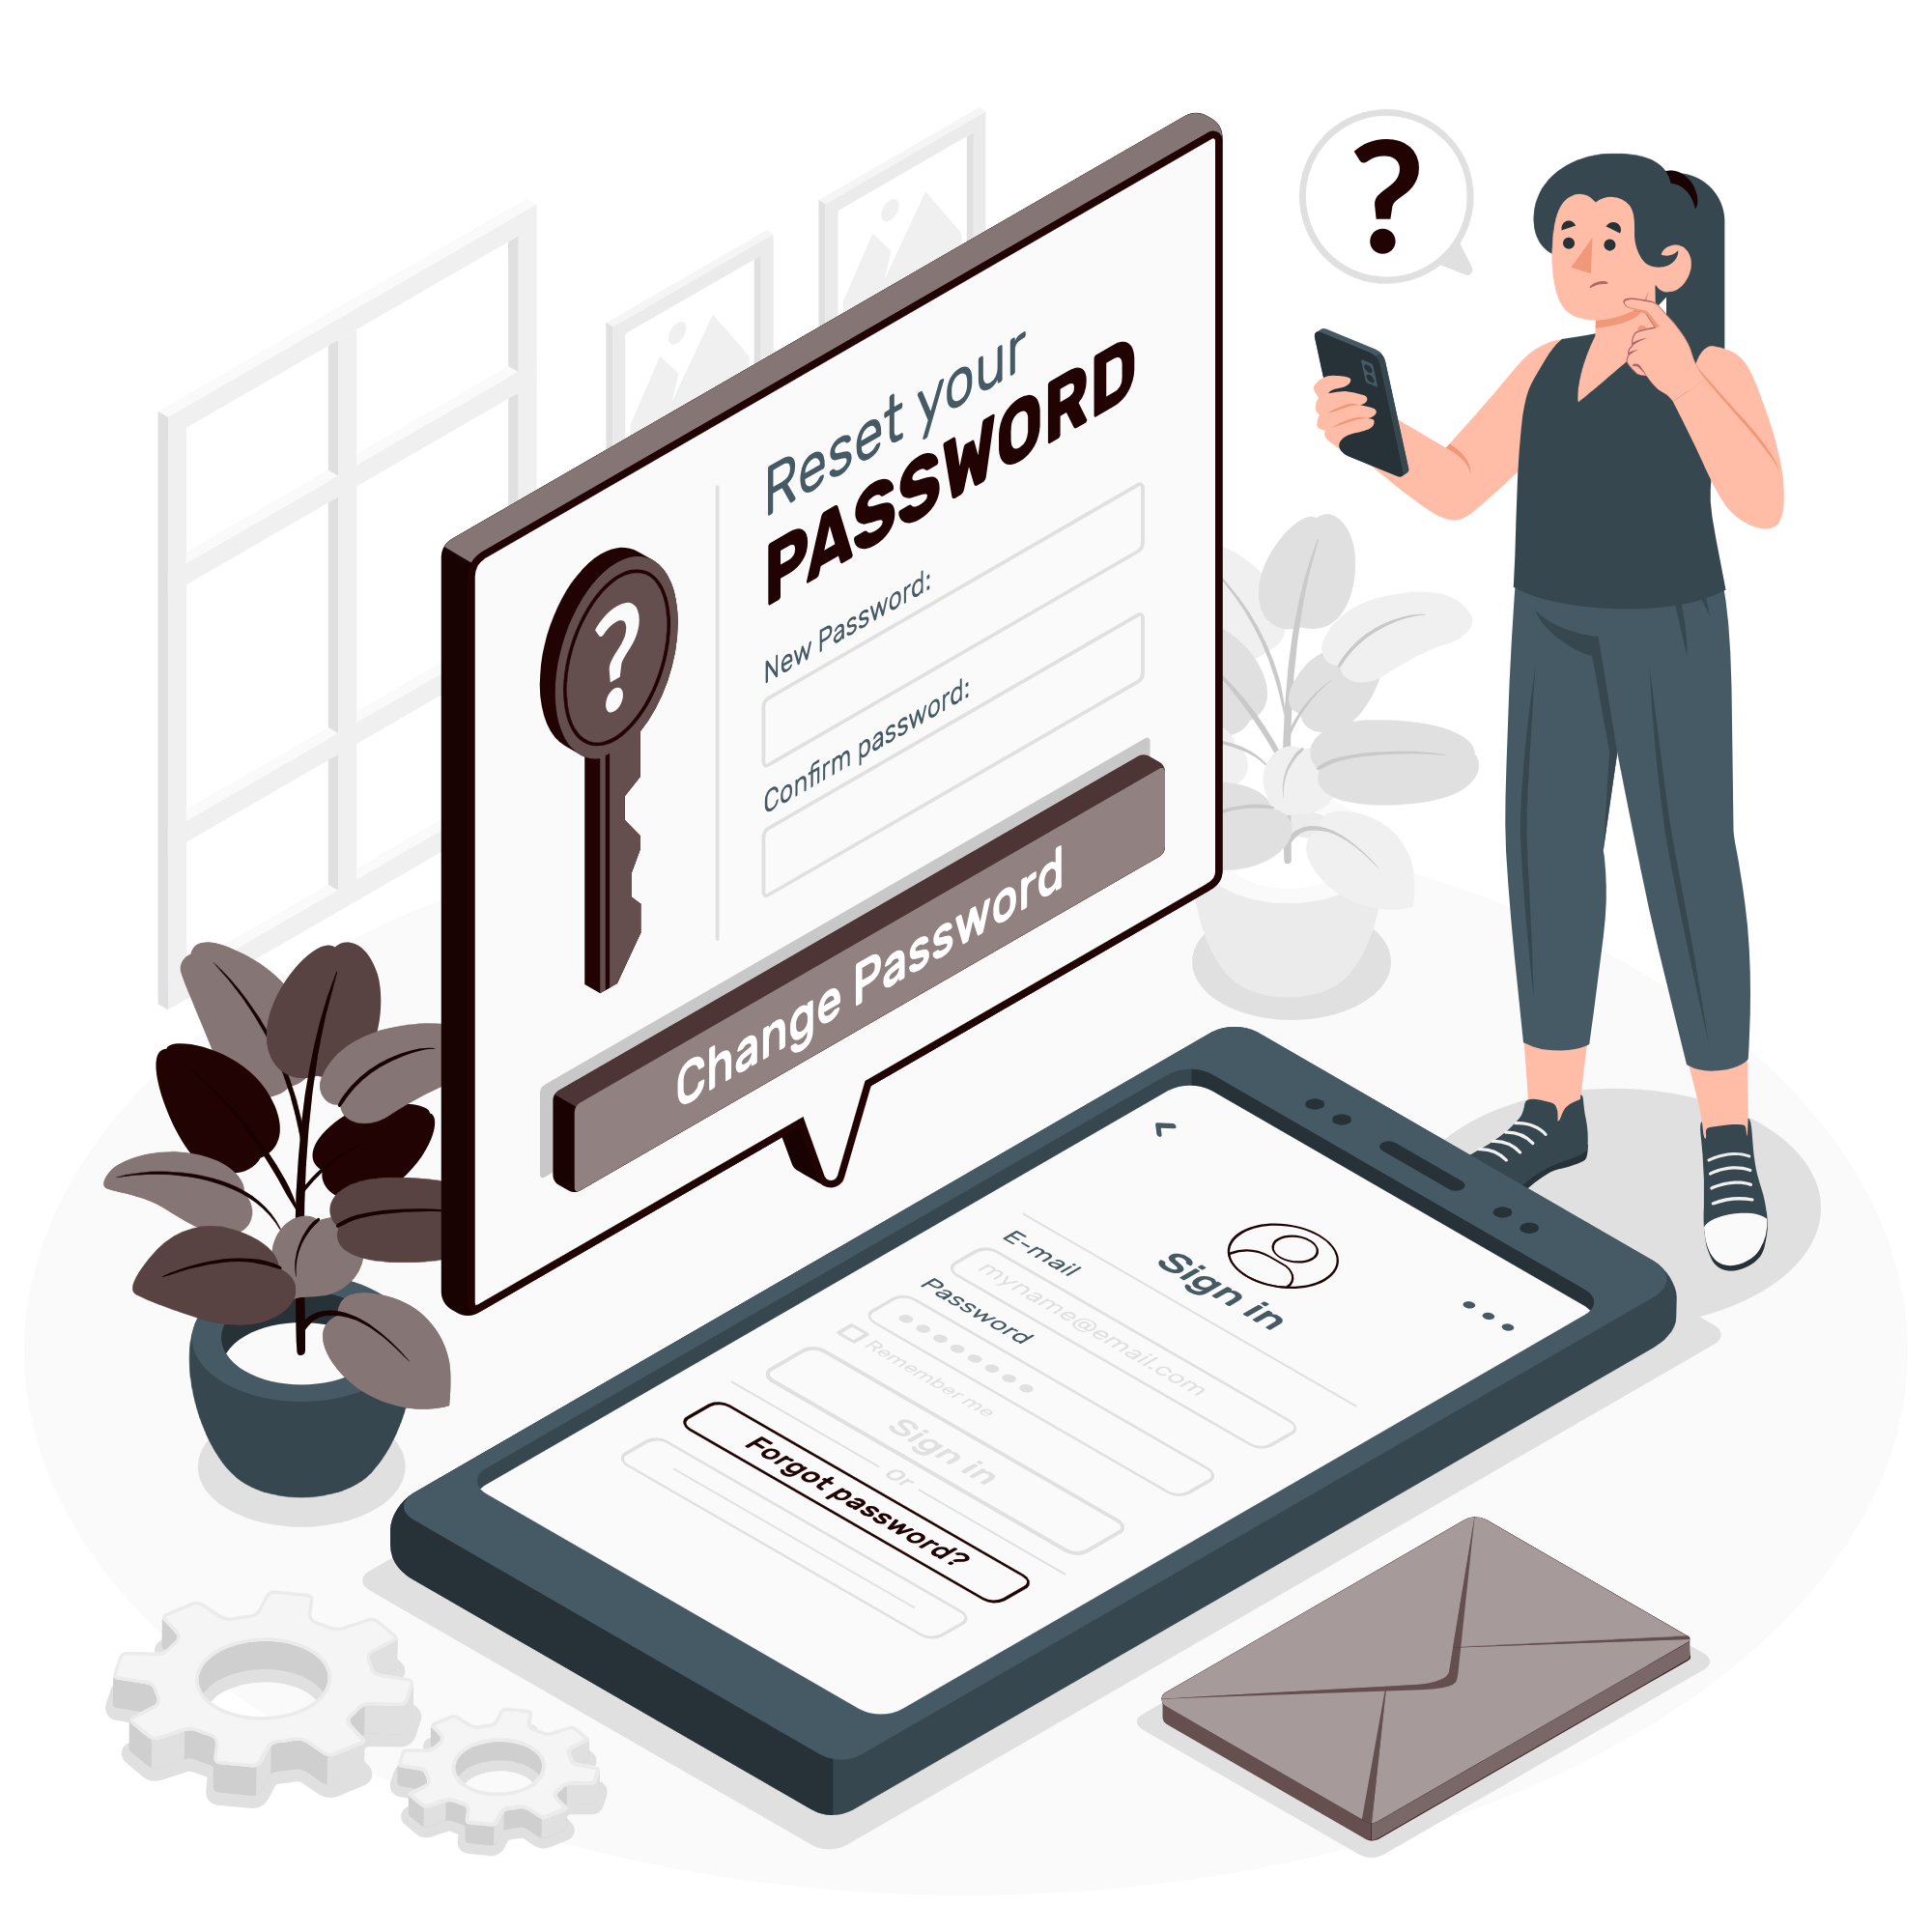 ?
Reset your
PASSWORD
?
New Password:
Confirm password:
Change Password
Sign in
E-mail
myname@email.com
Password
Remember me
Sign in
Or
Forgot password?